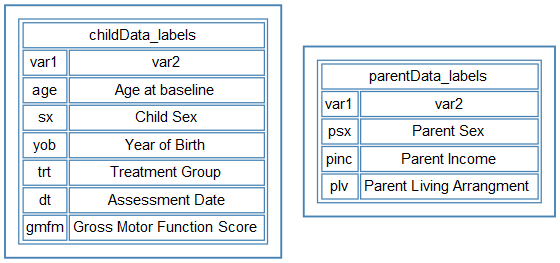 childData_labels
var1 var2
age Age at baseline
sx Child Sex
yob Year of Birth
trt Treatment Group
dt Assessment Date
gmfm Gross Motor Function Score
parentData_labels
var1 var2
psx Parent Sex
pinc Parent Income
plv Parent Living Arrangment